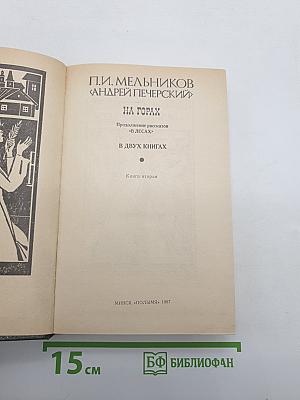 П.И. МЕЛЬНИКОВ
‹АНДРЕЙ ПЕЧЕРСКИЙ›
НА ГОРАХ
Продолжение рассказов
«В ЛЕСАХ»
В ДВУХ КНИГАХ
Книга вторая
МИНСК, «ПОЛЫМЯ» 1987
15 см
БФ БИБЛИОФАН